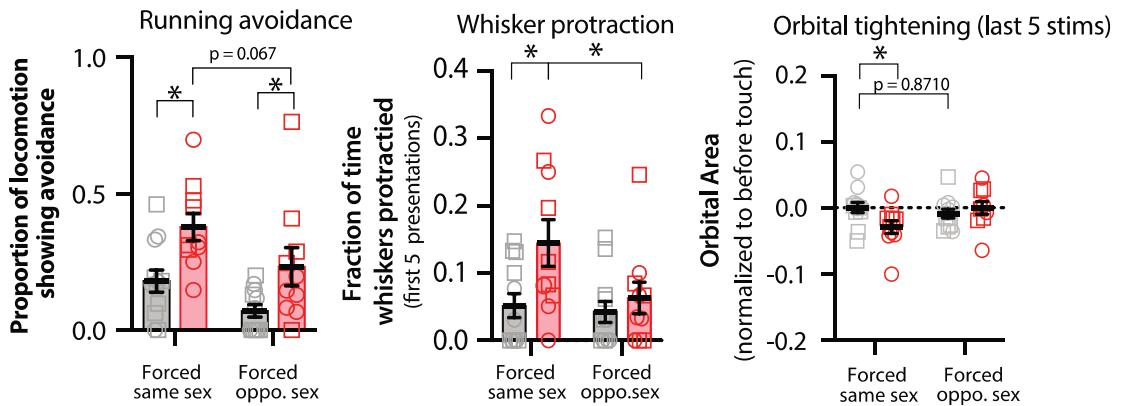 Running avoidance
p = 0.067
*
*
1.0
0.5
0.0
Proportion of locomotion
showing avoidance
Forced
same sex
Forced
oppo. sex
Whisker protraction
*
*
0.4
0.3
0.2
0.1
0.0
Fraction of time
whiskers protractied
(first 5 presentations)
Forced
same sex
Forced
oppo.sex
Orbital tightening (last 5 stims)
*
p = 0.8710
0.2
0.1
0.0
-0.1
-0.2
Orbital Area
(normalized to before touch)
Forced
same sex
Forced
oppo. sex